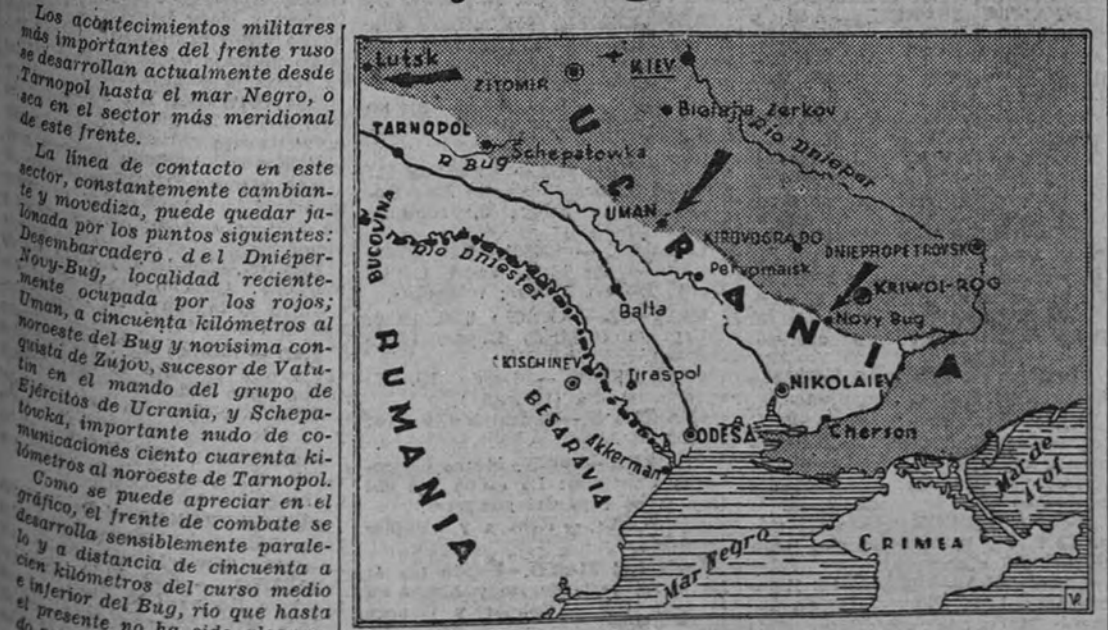 Los acontecimientos militares
más importantes del frente ruso
se desarrollan actualmente desde
Tarnopol hasta el mar Negro, o
sea en el sector más meridional
de este frente.
La línea de contacto en este
sector, constantemente cambian-
te y movediza, puede quedar ja-
lonada por los puntos siguientes:
Desembarcadero del Dniéper-
Novy-Bug, localidad reciente-
mente ocupada por los rojos;
Uman, a cincuenta kilómetros al
noroeste del Bug y novísima con-
quista de Zujov, sucesor de Vatu-
tin en el mando del grupo de
Ejércitos de Ucrania, y Schepa-
towka, importante nudo de co-
municaciones ciento cuarenta ki-
lómetros al noroeste de Tarnopol.
Como se puede apreciar en el
gráfico, el frente de combate se
desarrolla sensiblemente parale-
lo y a distancia de cincuenta a
cien kilómetros del curso medio
e inferior del Bug, río que hasta
el presente no ha sido
Lutsk
ZITOMIR
KIEV
Bielaja Zerkov
TARNOPOL
R BUG
Schepatowka
Río Dnieper
UCRANIA
UMAN
KIROVOGRADO
DNIEPROPETROVSK
BUCOVINA
Río Dniester
Pervomaisk
KRIWOI-ROG
Balta
Novy Bug
RUMANIA
KISCHINEV
Tiraspol
NIKOLAIEV
BESARAVIA
Akkerman
ODESA
Cherson
Mar de
Azof
Mar Negro
CRIMEA